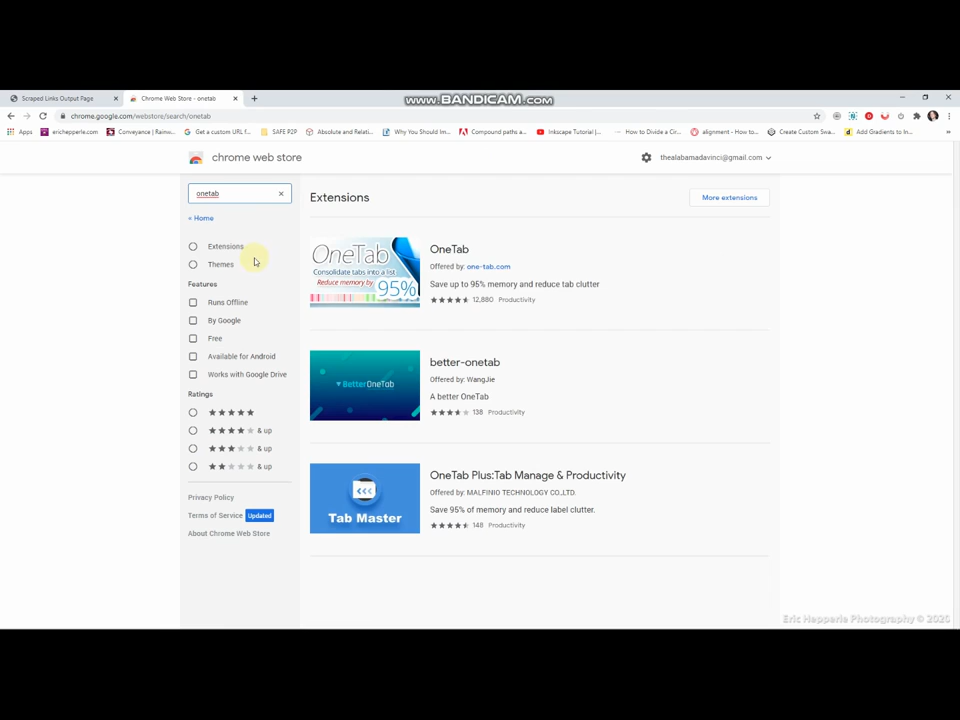 www.BANDICAM.com
Scraped Links Output Page
Chrome Web Store - onetab
chrome.google.com/webstore/search/onetab
Apps erichepperle.com Conveyance | Rainw... Get a custom URL f... SAFE P2P Absolute and Relati... Why You Should Im... Compound paths a... Inkscape Tutorial |... How to Divide a Cir... alignment - How to... Create Custom Swa... Add Gradients to In...
chrome web store
thealabamadavinci@gmail.com
onetab
« Home
Extensions
Themes
Features
Runs Offline
By Google
Free
Available for Android
Works with Google Drive
Ratings
& up
& up
& up
Privacy Policy
Terms of Service Updated
About Chrome Web Store
Extensions
More extensions
OneTab
Consolidate tabs into a list
Reduce memory by
95%
OneTab
Offered by: one-tab.com
Save up to 95% memory and reduce tab clutter
12,880 Productivity
BetterOneTab
better-onetab
Offered by: WangJie
A better OneTab
138 Productivity
Tab Master
OneTab Plus:Tab Manage & Productivity
Offered by: MALFINIO TECHNOLOGY CO.,LTD.
Save 95% of memory and reduce label clutter.
148 Productivity
Eric Hepperle Photography © 2020